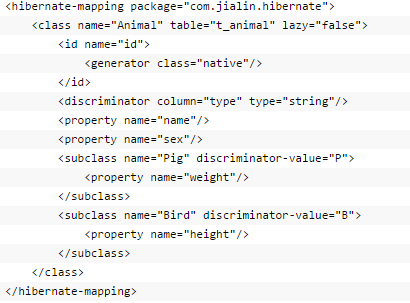 <hibernate-mapping package="com.jialin.hibernate">
    <class name="Animal" table="t_animal" lazy="false">
        <id name="id">
            <generator class="native"/>
        </id>
        <discriminator column="type" type="string"/>
        <property name="name"/>
        <property name="sex"/>
        <subclass name="Pig" discriminator-value="P">
            <property name="weight"/>
        </subclass>
        <subclass name="Bird" discriminator-value="B">
            <property name="height"/>
        </subclass>
    </class>
</hibernate-mapping>